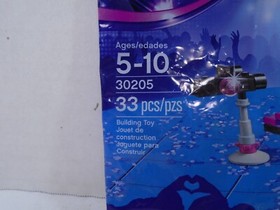 Ages/edades
5-10
30205
33 pcs/pzs
Building Toy
Jouet de
construction
Juguete para
Construir